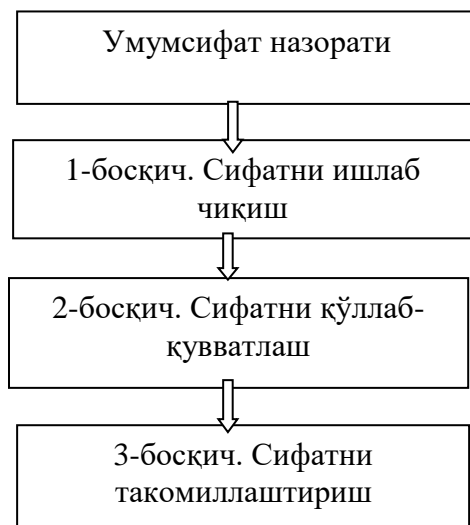 Умумсифат назорати
1-босқич. Сифатни ишлаб
чиқиш
2-босқич. Сифатни қўллаб-
қувватлаш
3-босқич. Сифатни
такомиллаштириш